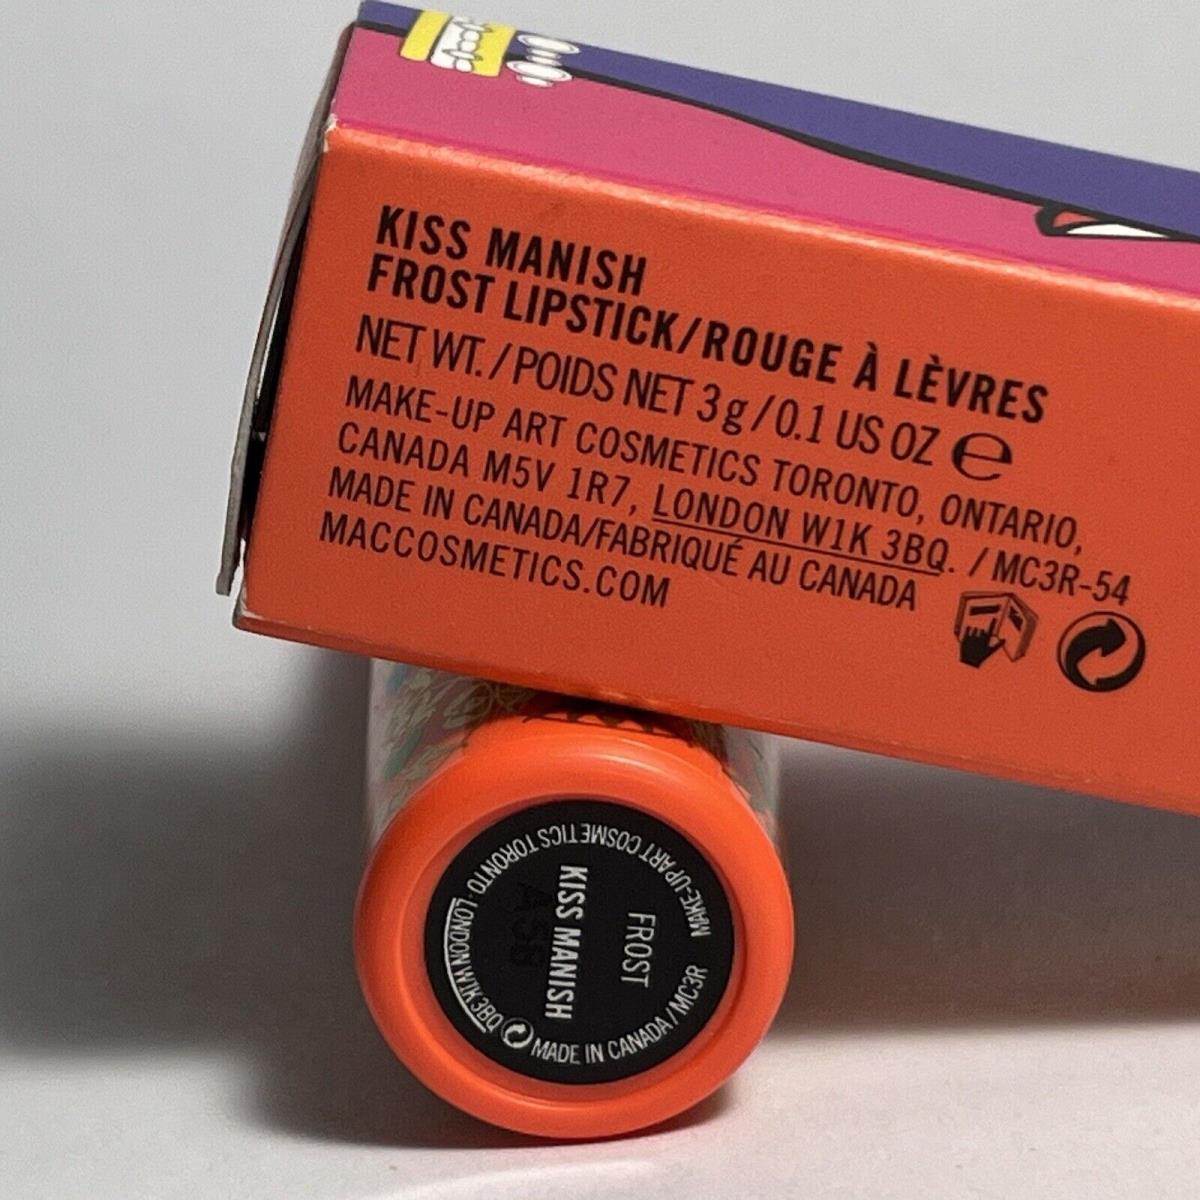 KISS MANISH
FROST LIPSTICK/ROUGE À LÈVRES
NET WT./POIDS NET 3g/0.1 US OZ ℮
MAKE-UP ART COSMETICS TORONTO, ONTARIO,
CANADA M5V 1R7, LONDON W1K 3BQ. / MC3R-54
MADE IN CANADA/FABRIQUÉ AU CANADA
MACCOSMETICS.COM
FROST
KISS MANISH
A56
MAKE-UP ART COSMETICS TORONTO·LONDON W1K 3BQ
MADE IN CANADA/MC3R